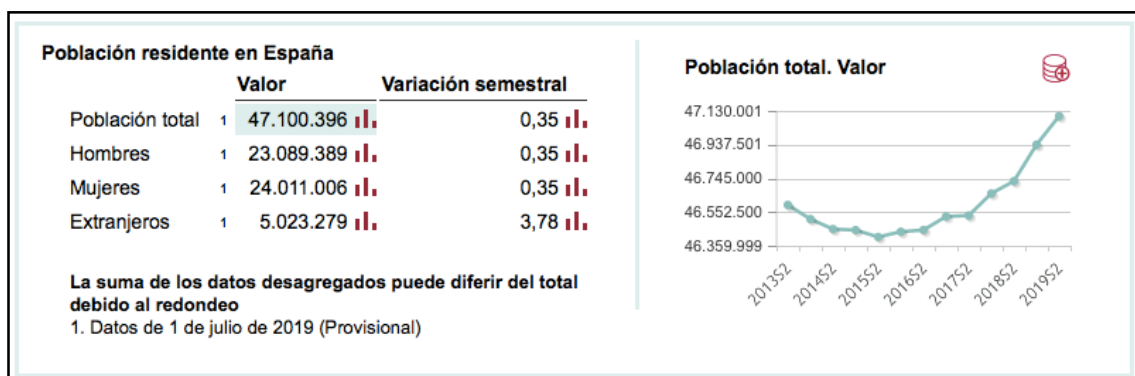 Población residente en España
Valor Variación semestral
Población total 1 47.100.396 0,35
Hombres 1 23.089.389 0,35
Mujeres 1 24.011.006 0,35
Extranjeros 1 5.023.279 3,78
La suma de los datos desagregados puede diferir del total
debido al redondeo
1. Datos de 1 de julio de 2019 (Provisional)
Población total. Valor
47.130.001
46.937.501
46.745.000
46.552.500
46.359.999
2013S2 2014S2 2015S2 2016S2 2017S2 2018S2 2019S2